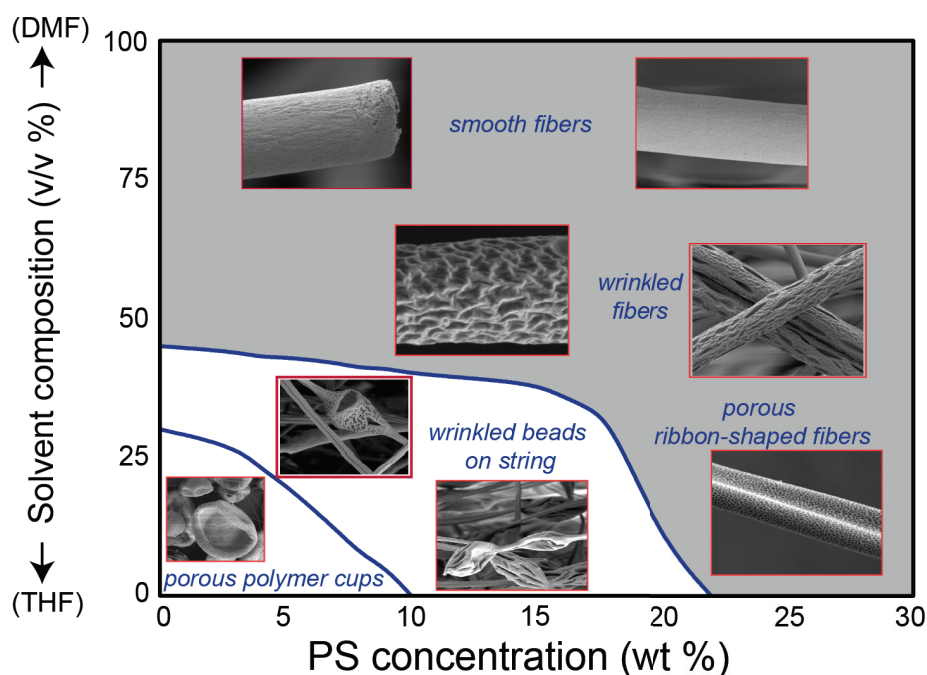 (DMF)
100
75
50
25
0
(THF)
Solvent composition (v/v %)
smooth fibers
wrinkled
fibers
porous
ribbon-shaped fibers
wrinkled beads
on string
porous polymer cups
0 5 10 15 20 25 30
PS concentration (wt %)